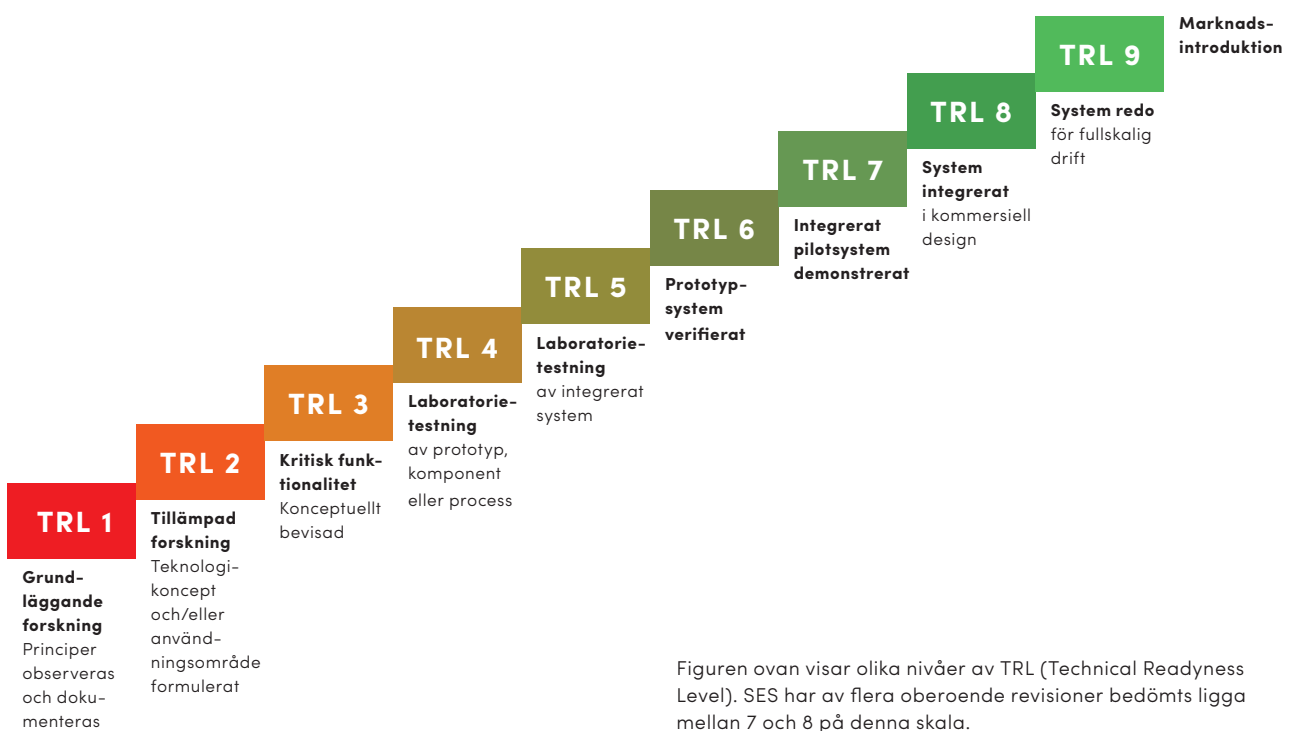 TRL 1
Grund-
läggande
forskning
Principer
observeras
och doku-
menteras
TRL 2
Tillämpad
forskning
Teknologi-
koncept
och/eller
använd-
ningsområde
formulerat
TRL 3
Kritisk funk-
tionalitet
Konceptuellt
bevisad
TRL 4
Laboratorie-
testning
av prototyp,
komponent
eller process
TRL 5
Laboratorie-
testning
av integrerat
system
TRL 6
Prototyp-
system
verifierat
TRL 7
Integrerat
pilotsystem
demonstrerat
TRL 8
System
integrerat
i kommersiell
design
TRL 9
System redo
för fullskalig
drift
Marknads-
introduktion
Figuren ovan visar olika nivåer av TRL (Technical Readyness
Level). SES har av flera oberoende revisioner bedömts ligga
mellan 7 och 8 på denna skala.